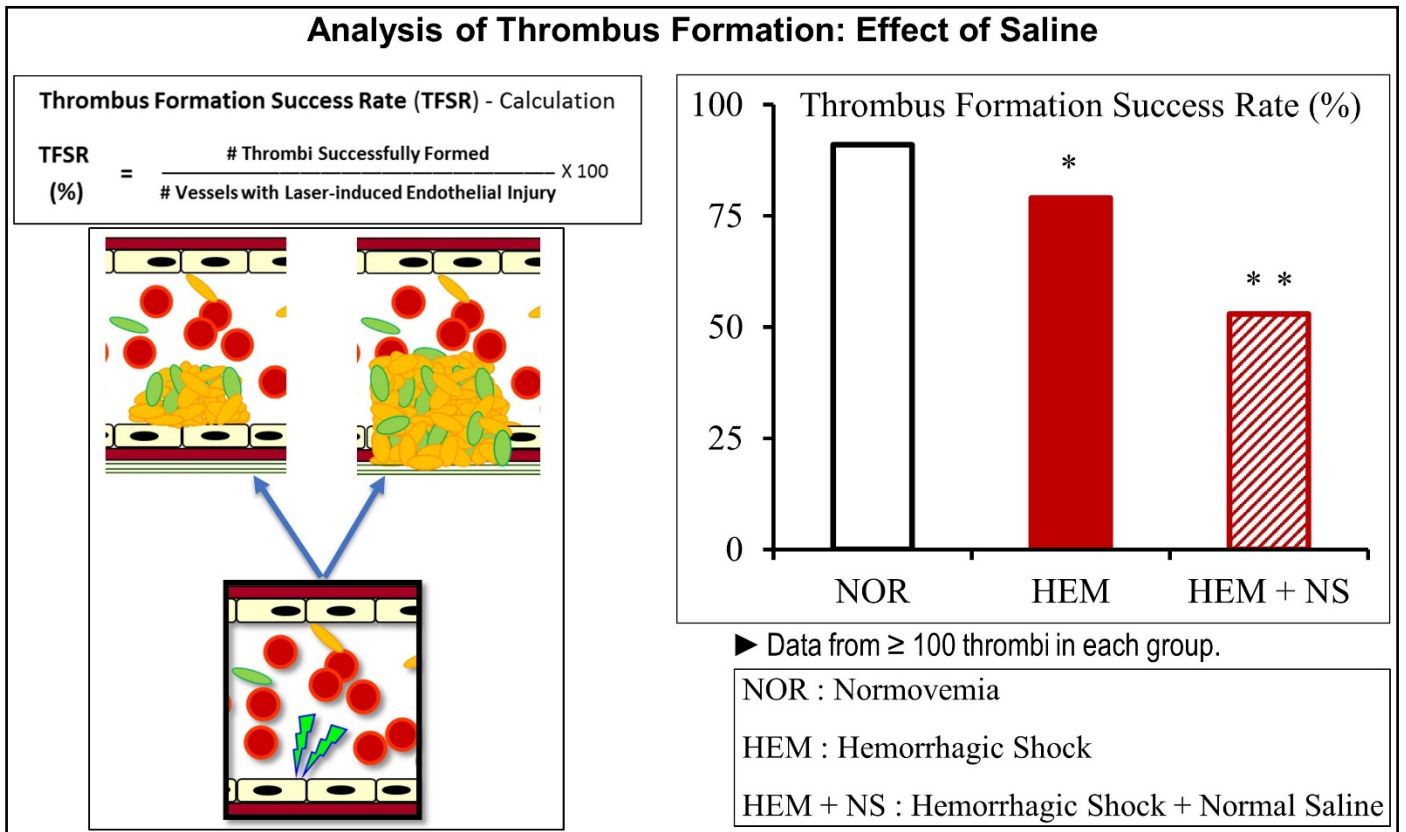 Analysis of Thrombus Formation: Effect of Saline
Thrombus Formation Success Rate (TFSR) - Calculation
TFSR
(%)
=
# Thrombi Successfully Formed
# Vessels with Laser-induced Endothelial Injury
X 100
Thrombus Formation Success Rate (%)
100
75
50
25
0
*
* *
NOR
HEM
HEM + NS
► Data from ≥ 100 thrombi in each group.
NOR : Normovemia
HEM : Hemorrhagic Shock
HEM + NS : Hemorrhagic Shock + Normal Saline